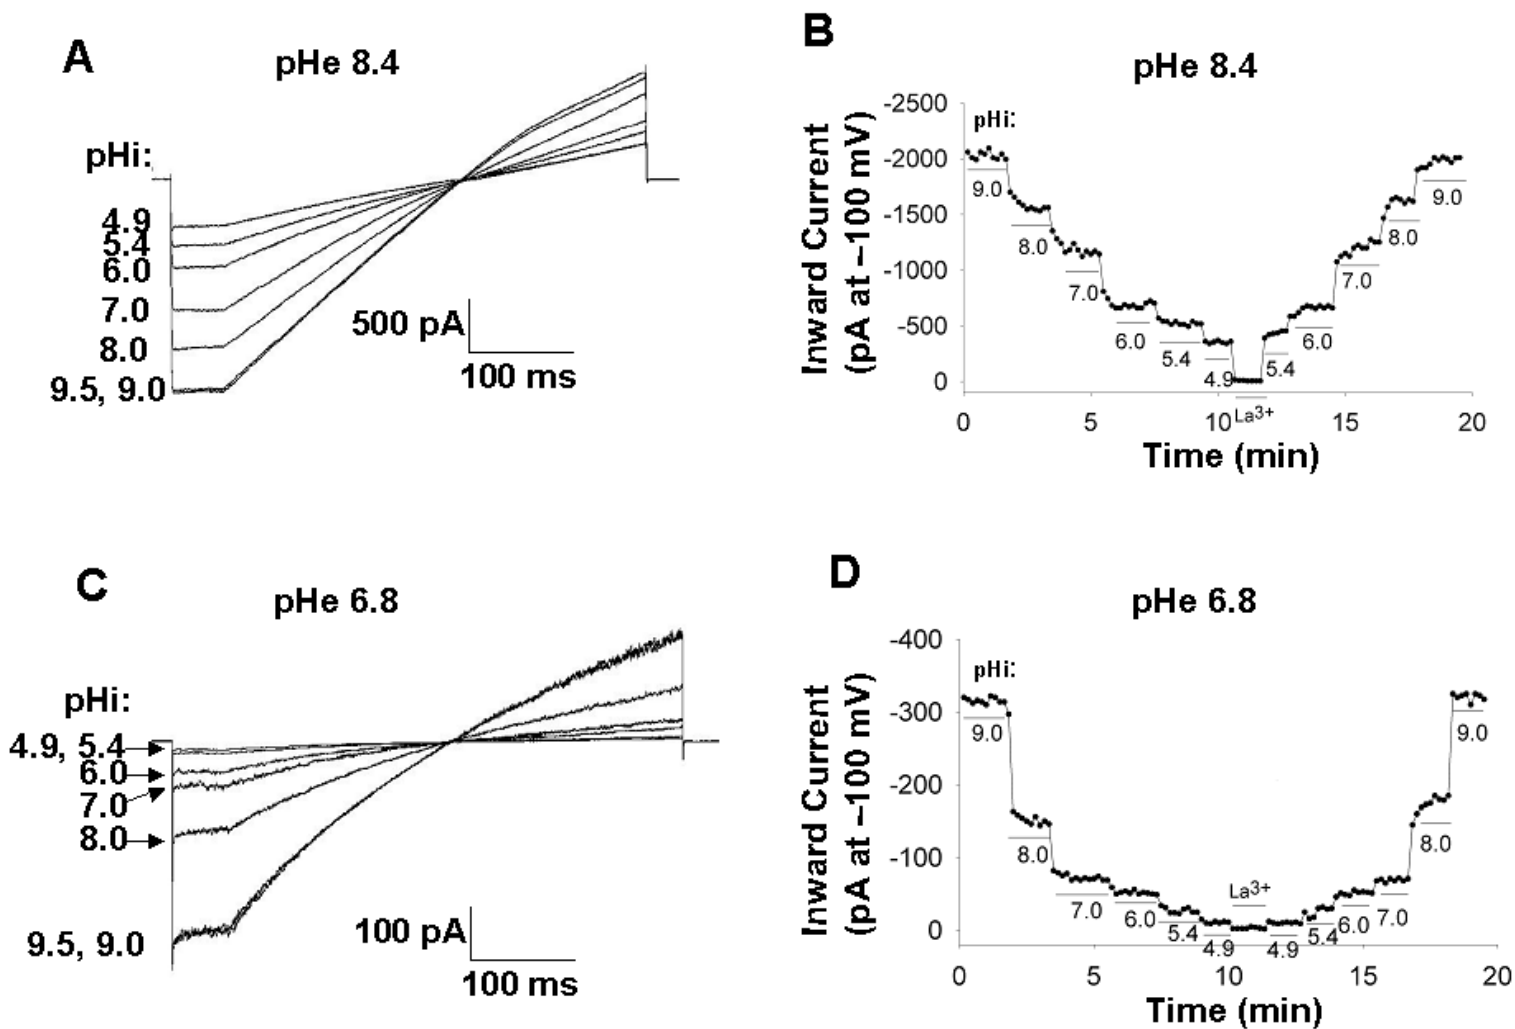 A
pHe 8.4
pHi:
4.9
5.4
6.0
7.0
8.0
9.5, 9.0
500 pA
100 ms
B
pHe 8.4
Inward Current
(pA at –100 mV)
-2500
-2000
-1500
-1000
-500
0
pHi:
9.0
8.0
7.0
6.0
5.4
4.9
La3+
5.4
6.0
7.0
8.0
9.0
0
5
10
15
20
Time (min)
C
pHe 6.8
pHi:
4.9, 5.4
6.0
7.0
8.0
9.5, 9.0
100 pA
100 ms
D
pHe 6.8
Inward Current
(pA at –100 mV)
-400
-300
-200
-100
0
pHi:
9.0
8.0
7.0
6.0
5.4
4.9
La3+
4.9
5.4
6.0
7.0
8.0
9.0
0
5
10
15
20
Time (min)